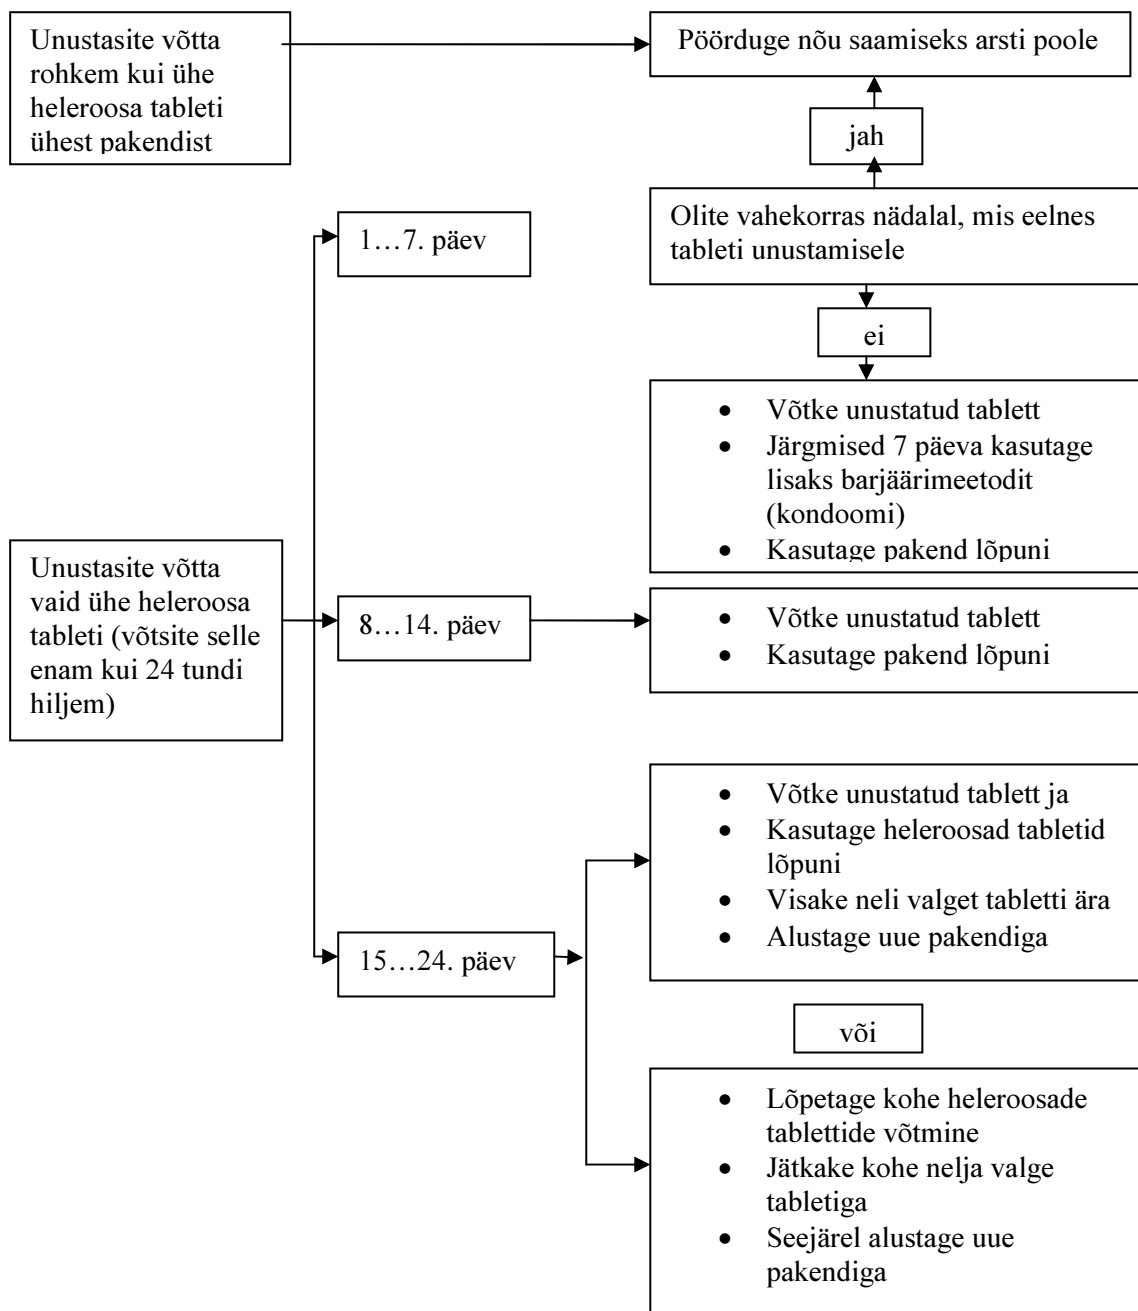 Unustasite võtta
rohkem kui ühe
heleroosa tableti
ühest pakendist
Pöörduge nõu saamiseks arsti poole
jah
Olite vahekorras nädalal, mis eelnes
tableti unustamisele
1…7. päev
ei
• Võtke unustatud tablett
• Järgmised 7 päeva kasutage
lisaks barjäärimeetodit
(kondoomi)
• Kasutage pakend lõpuni
Unustasite võtta
vaid ühe heleroosa
tableti (võtsite selle
enam kui 24 tundi
hiljem)
8…14. päev
• Võtke unustatud tablett
• Kasutage pakend lõpuni
15…24. päev
• Võtke unustatud tablett ja
• Kasutage heleroosad tabletid
lõpuni
• Visake neli valget tabletti ära
• Alustage uue pakendiga
või
• Lõpetage kohe heleroosade
tablettide võtmine
• Jätkake kohe nelja valge
tabletiga
• Seejärel alustage uue
pakendiga